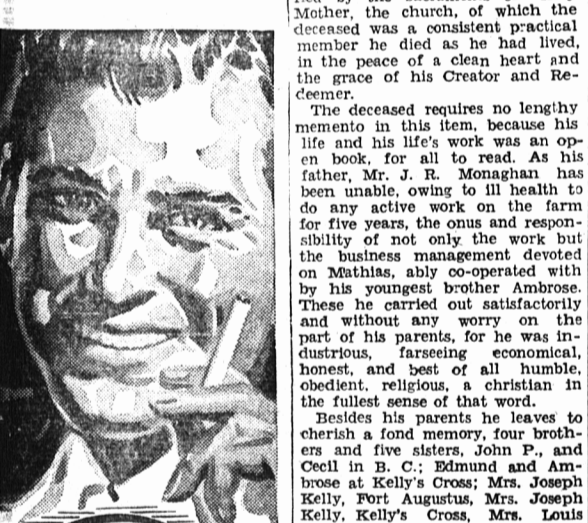 Mother, the church, of which the
deceased was a consistent practical
member he died as he had lived,
in the peace of a clean heart and
the grace of his Creator and Re-
deemer.
The deceased requires no lengthy
memento in this item, because his
life and his life's work was an op-
en book, for all to read. As his
father, Mr. J. R. Monaghan has
been unable, owing to ill health to
do any active work on the farm
for five years, the onus and respon-
sibility of not only the work but
the business management devoted
on Mathias, ably co-operated with
by his youngest brother Ambrose.
These he carried out satisfactorily
and without any worry on the
part of his parents, for he was in-
dustrious, farseeing economical,
honest, and best of all humble,
obedient, religious, a christian in
the fullest sense of that word.
Besides his parents he leaves to
cherish a fond memory, four broth-
ers and five sisters, John P., and
Cecil in B. C.; Edmund and Am-
brose at Kelly's Cross; Mrs. Joseph
Kelly, Fort Augustus, Mrs. Joseph
Kelly, Kelly's Cross, Mrs. Louis